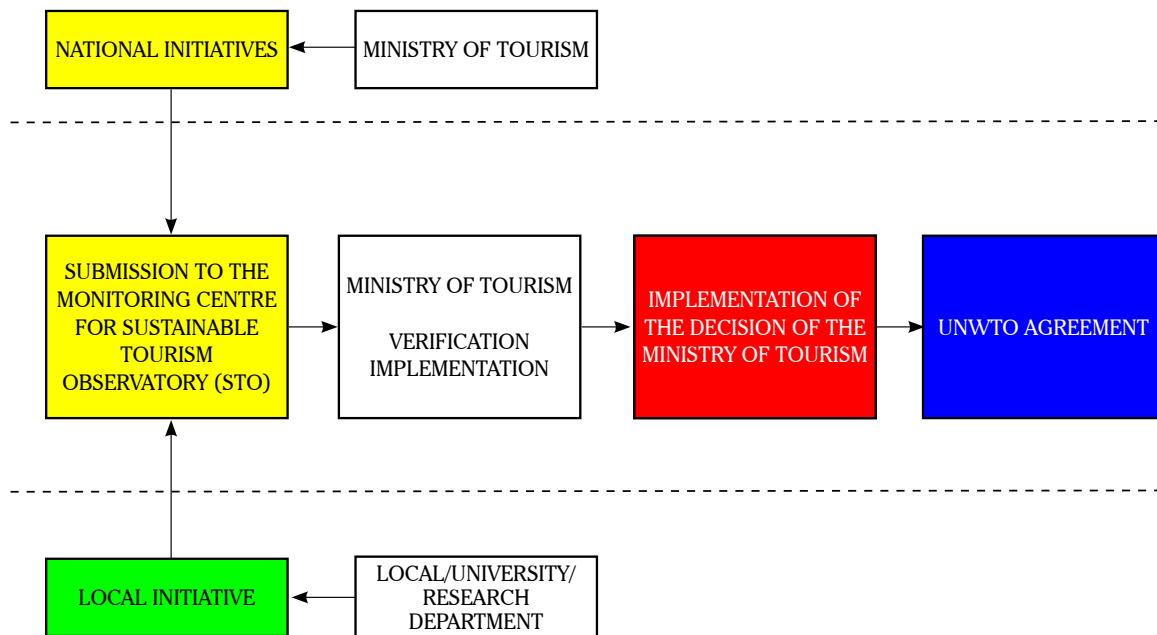 NATIONAL INITIATIVES
MINISTRY OF TOURISM
SUBMISSION TO THE
MONITORING CENTRE
FOR SUSTAINABLE
TOURISM
OBSERVATORY (STO)
MINISTRY OF TOURISM
VERIFICATION
IMPLEMENTATION
IMPLEMENTATION OF
THE DECISION OF THE
MINISTRY OF TOURISM
UNWTO AGREEMENT
LOCAL INITIATIVE
LOCAL/UNIVERSITY/
RESEARCH
DEPARTMENT